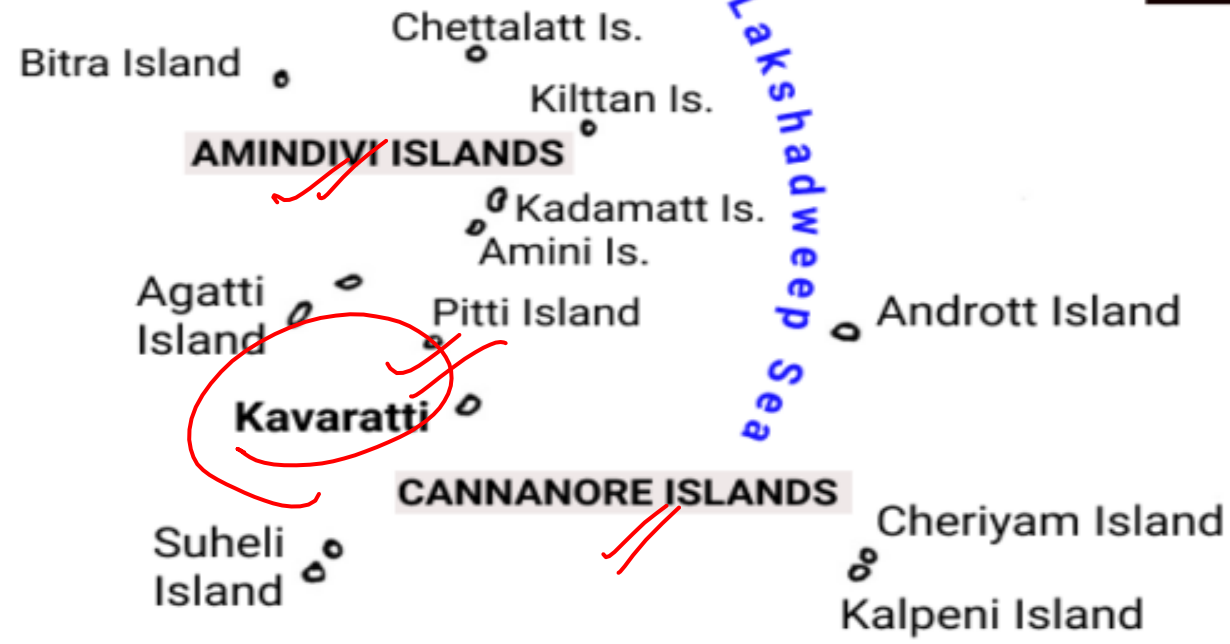 Chettalatt Is.
Bitra Island
Kilttan Is.
AMINDIVI ISLANDS
Kadamatt Is.
Amini Is.
Agatti
Island
Pitti Island
Andrott Island
Lakshadweep Sea
Kavaratti
CANNANORE ISLANDS
Cheriyam Island
Suheli
Island
Kalpeni Island